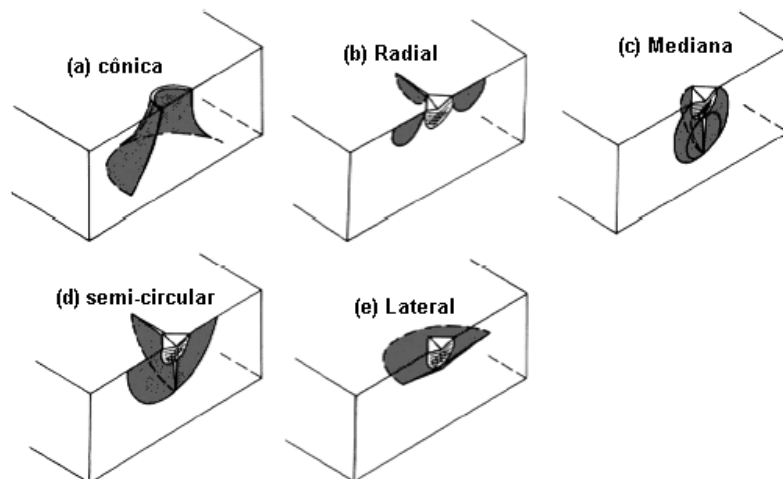 (a) cônica
(b) Radial
(c) Mediana
(d) semi-circular
(e) Lateral